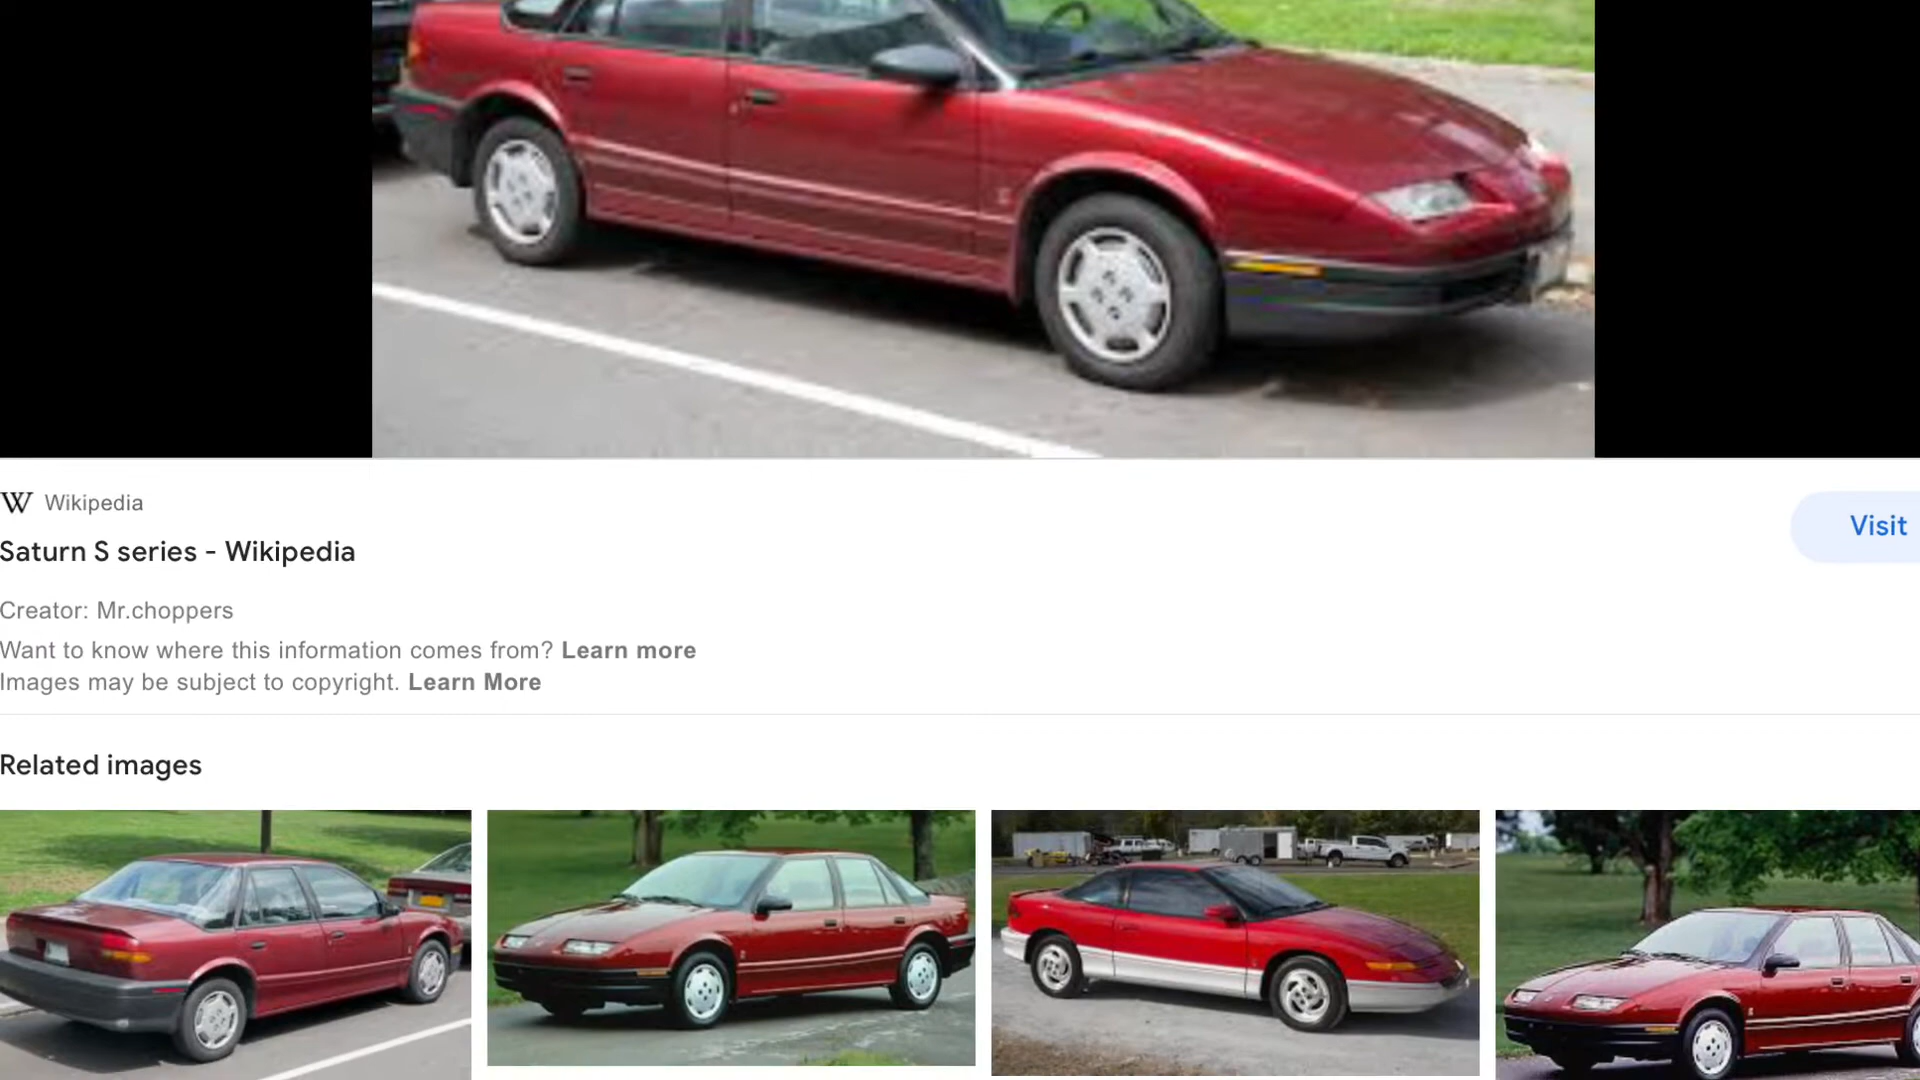 W Wikipedia
Visit
Saturn S series - Wikipedia
Creator: Mr.choppers
Want to know where this information comes from? Learn more
Images may be subject to copyright. Learn More
Related images